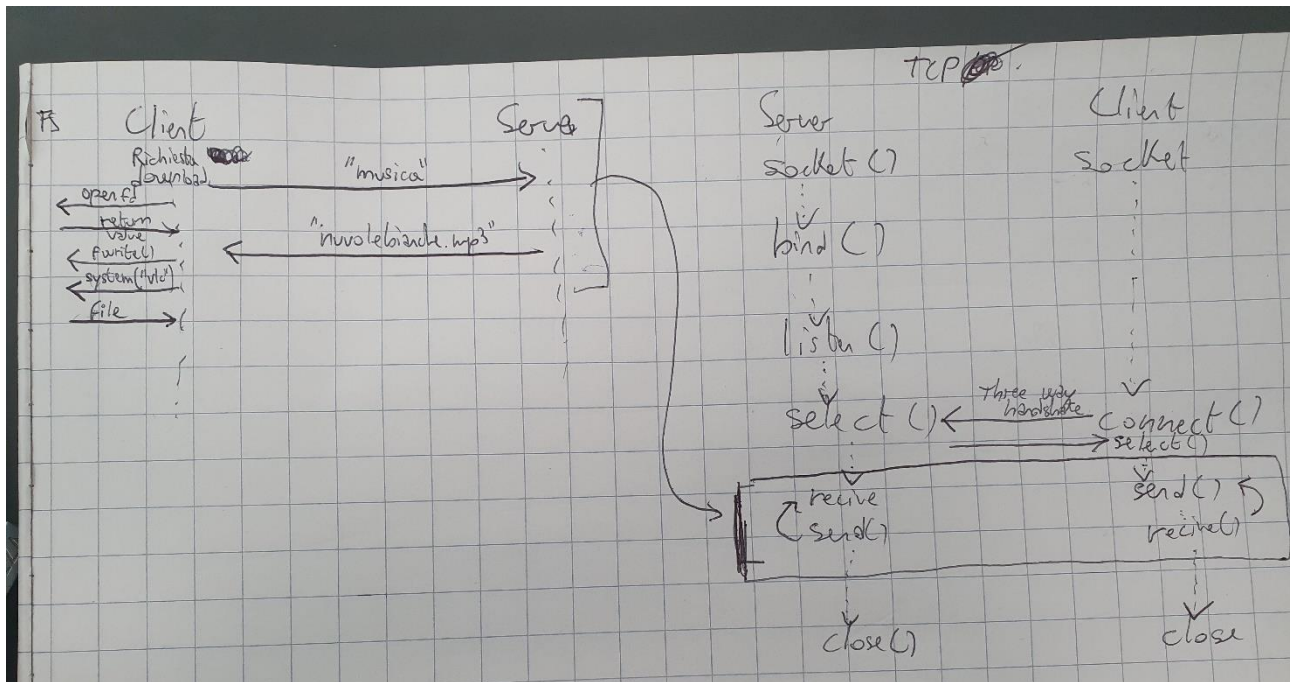 TCP
FS Client Server
Richiesta
download
"musica"
open fd
return
value
"nuvolebianche.mp3"
fwrite()
system("vlc")
file
Server Client
socket () socket
bind ()
listen ()
Three way
handshake
select () connect ()
select()
recive send()
send() recive()
close() close